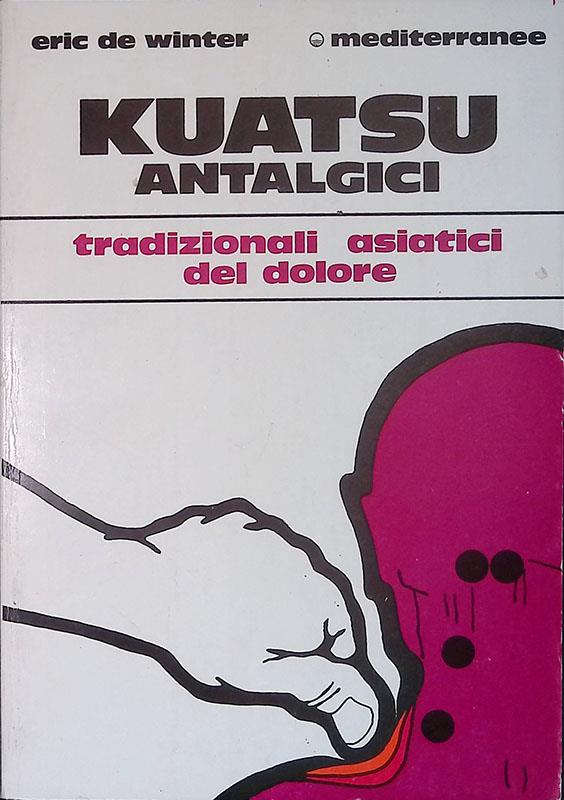 eric de winter
mediterranee
KUATSU
ANTALGICI
tradizionali asiatici
del dolore